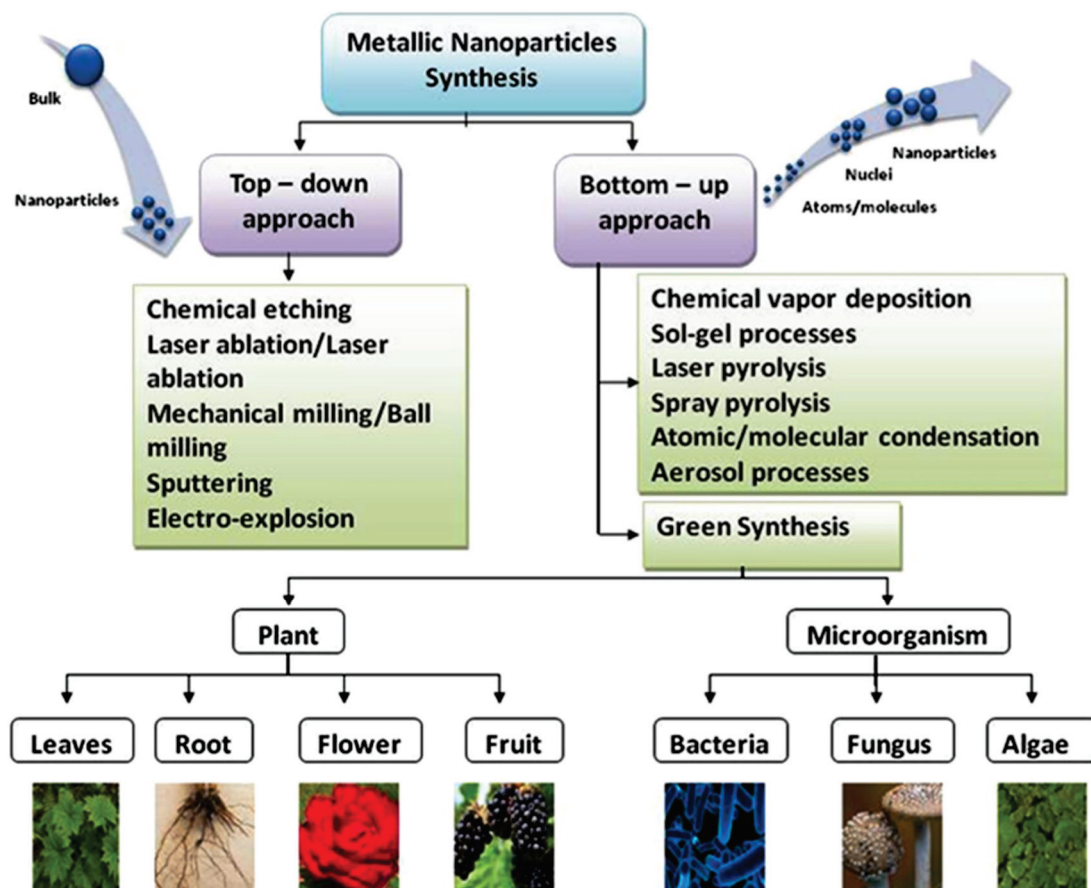 Metallic Nanoparticles
Synthesis
Bulk
Nanoparticles
Top – down
approach
Bottom – up
approach
Nanoparticles
Nuclei
Atoms/molecules
Chemical etching
Laser ablation/Laser
ablation
Mechanical milling/Ball
milling
Sputtering
Electro-explosion
Chemical vapor deposition
Sol-gel processes
Laser pyrolysis
Spray pyrolysis
Atomic/molecular condensation
Aerosol processes
Green Synthesis
Plant
Microorganism
Leaves
Root
Flower
Fruit
Bacteria
Fungus
Algae